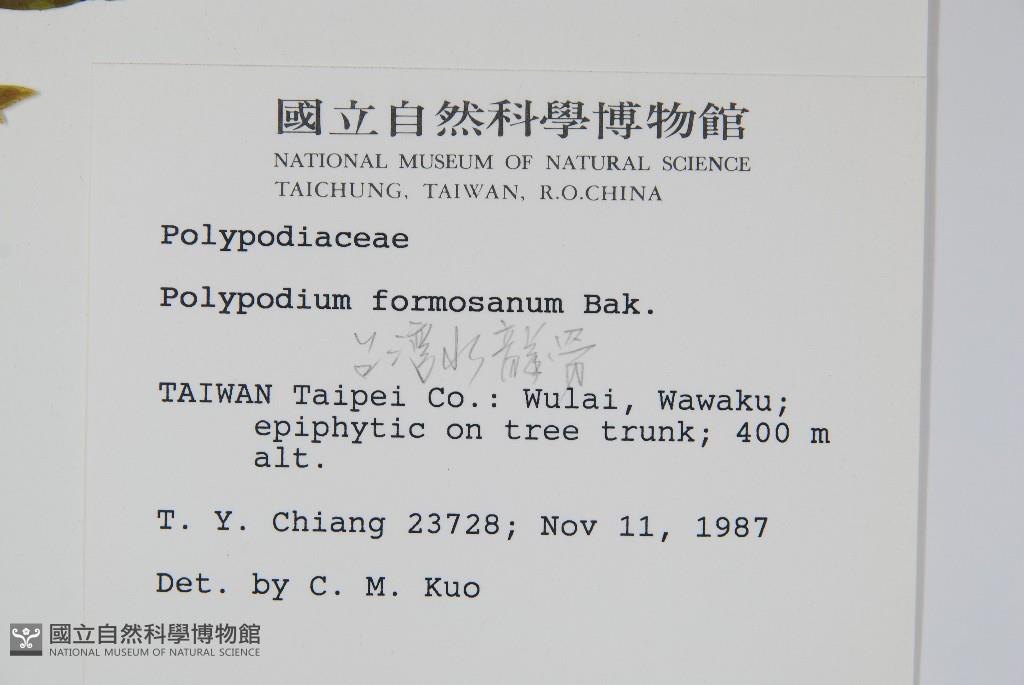 國立自然科學博物館
NATIONAL MUSEUM OF NATURAL SCIENCE
TAICHUNG, TAIWAN, R.O.CHINA
Polypodiaceae
Polypodium formosanum Bak.
台灣水龍骨
TAIWAN Taipei Co.: Wulai, Wawaku;
epiphytic on tree trunk; 400 m
alt.
T. Y. Chiang 23728; Nov 11, 1987
Det. by C. M. Kuo
國立自然科學博物館
NATIONAL MUSEUM OF NATURAL SCIENCE